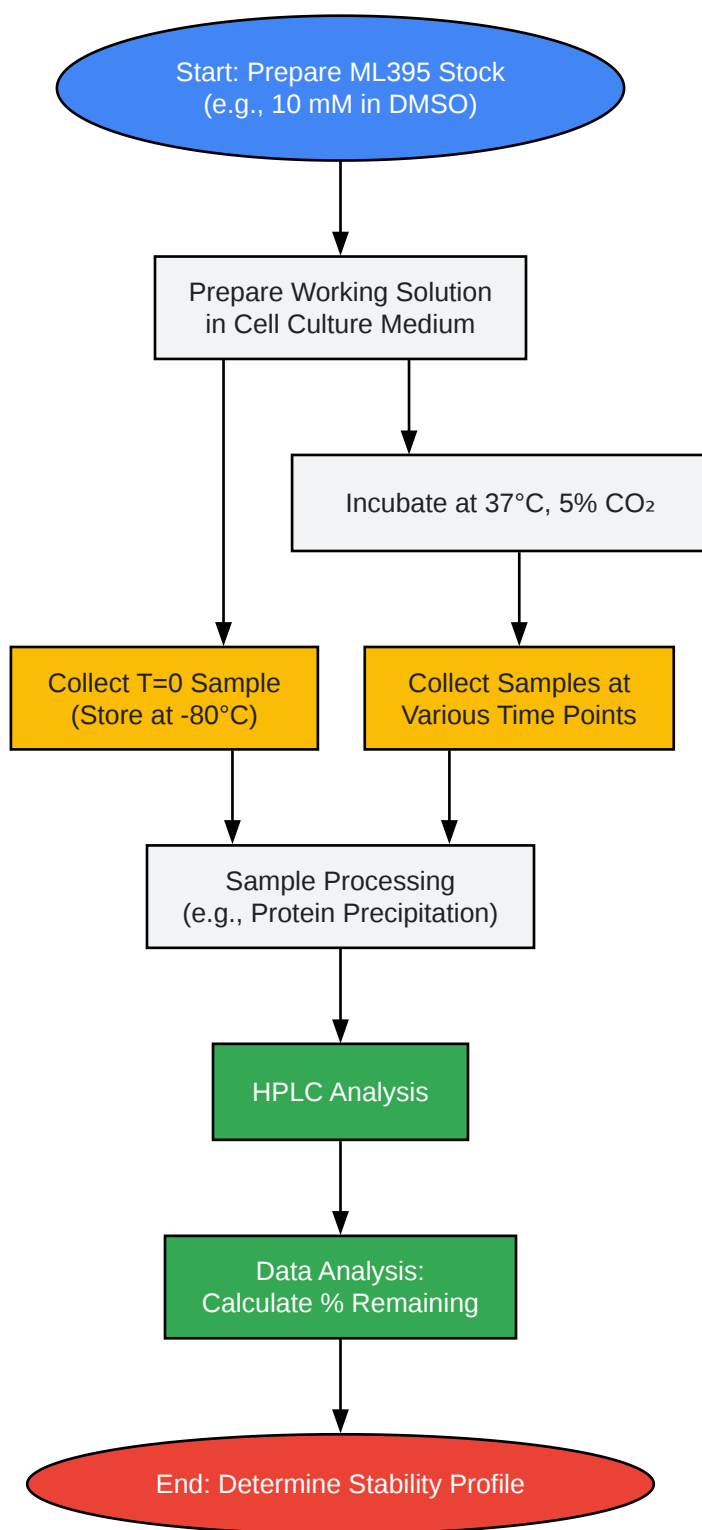 Start: Prepare ML395 Stock
(e.g., 10 mM in DMSO)
Prepare Working Solution
in Cell Culture Medium
Incubate at 37°C, 5% CO₂
Collect T=0 Sample
(Store at -80°C)
Collect Samples at
Various Time Points
Sample Processing
(e.g., Protein Precipitation)
HPLC Analysis
Data Analysis:
Calculate % Remaining
End: Determine Stability Profile